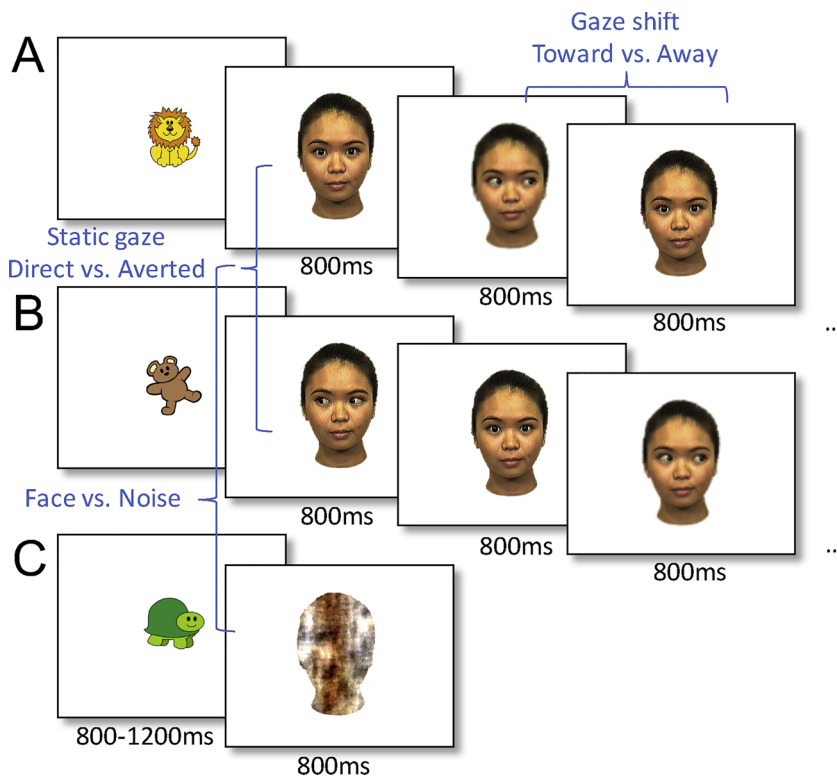 A
Gaze shift
Toward vs. Away
Static gaze
Direct vs. Averted
800ms
800ms
800ms
..
B
Face vs. Noise
800ms
800ms
800ms
..
C
800-1200ms
800ms